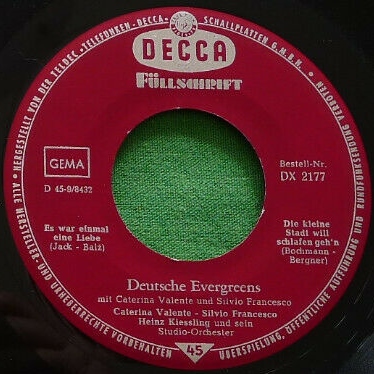 HERGESTELLT VON DER TELDEC · »TELEFUNKEN-DECCA« SCHALLPLATTEN G.M.B.H.
ALLE HERSTELLER- UND URHEBERRECHTE VORBEHALTEN
UEBERSPIELUNG, ÖFFENTLICHE AUFFÜHRUNG UND RUNDFUNKSENDUNG VERBOTEN
DECCA
FÜLLSCHRIFT
GEMA
D 45-9/8432
Bestell-Nr.
DX 2177
Es war einmal
eine Liebe
(Jack - Balz)
Die kleine
Stadt will
schlafen geh'n
(Bochmann -
Bergner)
Deutsche Evergreens
mit Caterina Valente und Silvio Francesco
Caterina Valente - Silvio Francesco
Heinz Kiessling und sein
Studio-Orchester
45